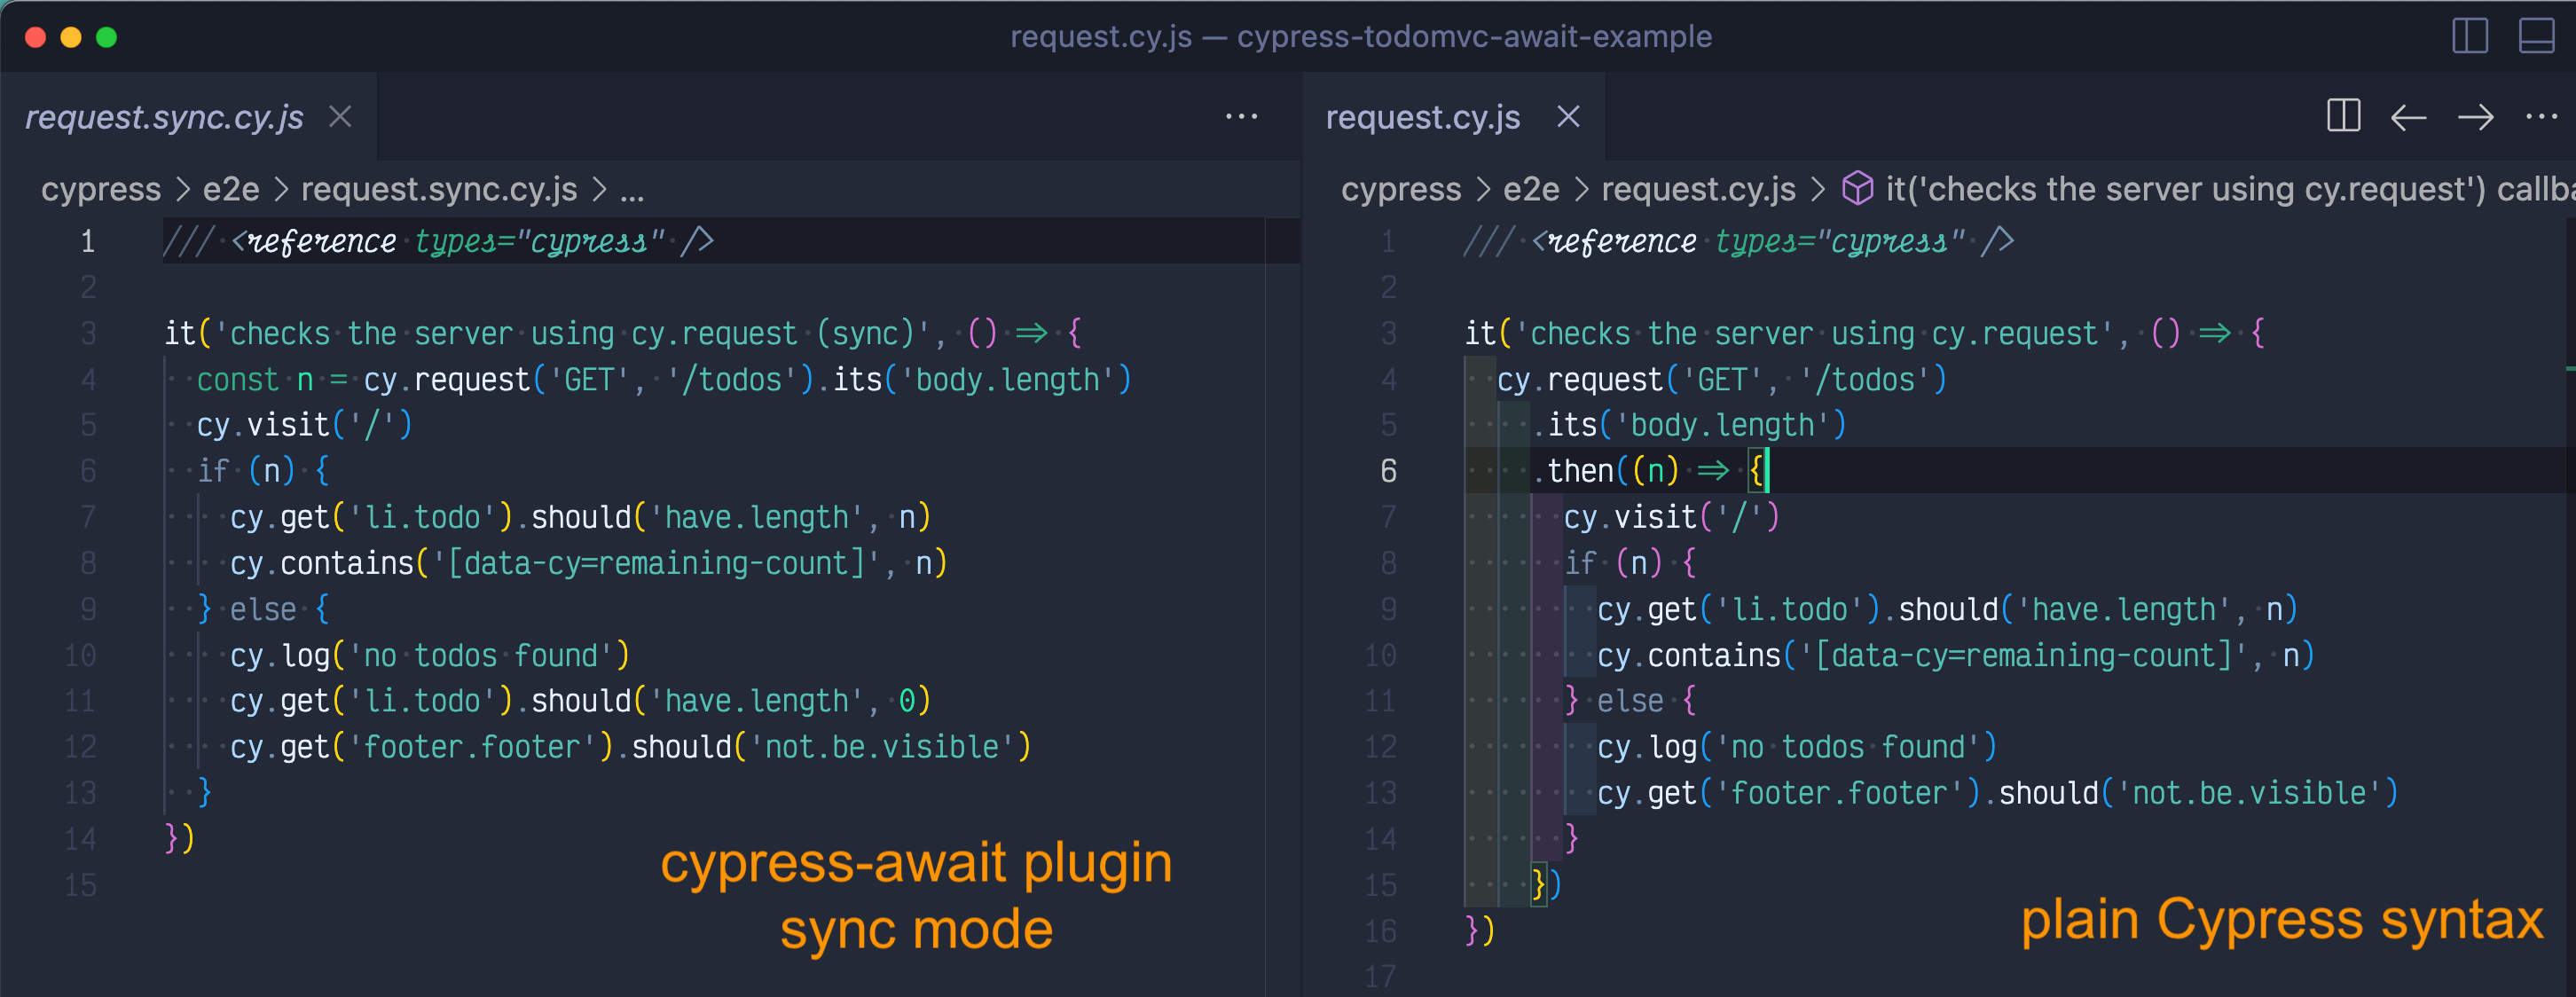 request.cy.js — cypress-todomvc-await-example
request.sync.cy.js
cypress > e2e > request.sync.cy.js > ...
1 /// <reference types="cypress" />
2
3 it('checks the server using cy.request (sync)', () => {
4 const n = cy.request('GET', '/todos').its('body.length')
5 cy.visit('/')
6 if (n) {
7 cy.get('li.todo').should('have.length', n)
8 cy.contains('[data-cy=remaining-count]', n)
9 } else {
10 cy.log('no todos found')
11 cy.get('li.todo').should('have.length', 0)
12 cy.get('footer.footer').should('not.be.visible')
13 }
14 })
15
cypress-await plugin
sync mode
request.cy.js
cypress > e2e > request.cy.js > it('checks the server using cy.request') callba
1 /// <reference types="cypress" />
2
3 it('checks the server using cy.request', () => {
4 cy.request('GET', '/todos')
5 .its('body.length')
6 .then((n) => {
7 cy.visit('/')
8 if (n) {
9 cy.get('li.todo').should('have.length', n)
10 cy.contains('[data-cy=remaining-count]', n)
11 } else {
12 cy.log('no todos found')
13 cy.get('footer.footer').should('not.be.visible')
14 }
15 })
16 })
17
plain Cypress syntax